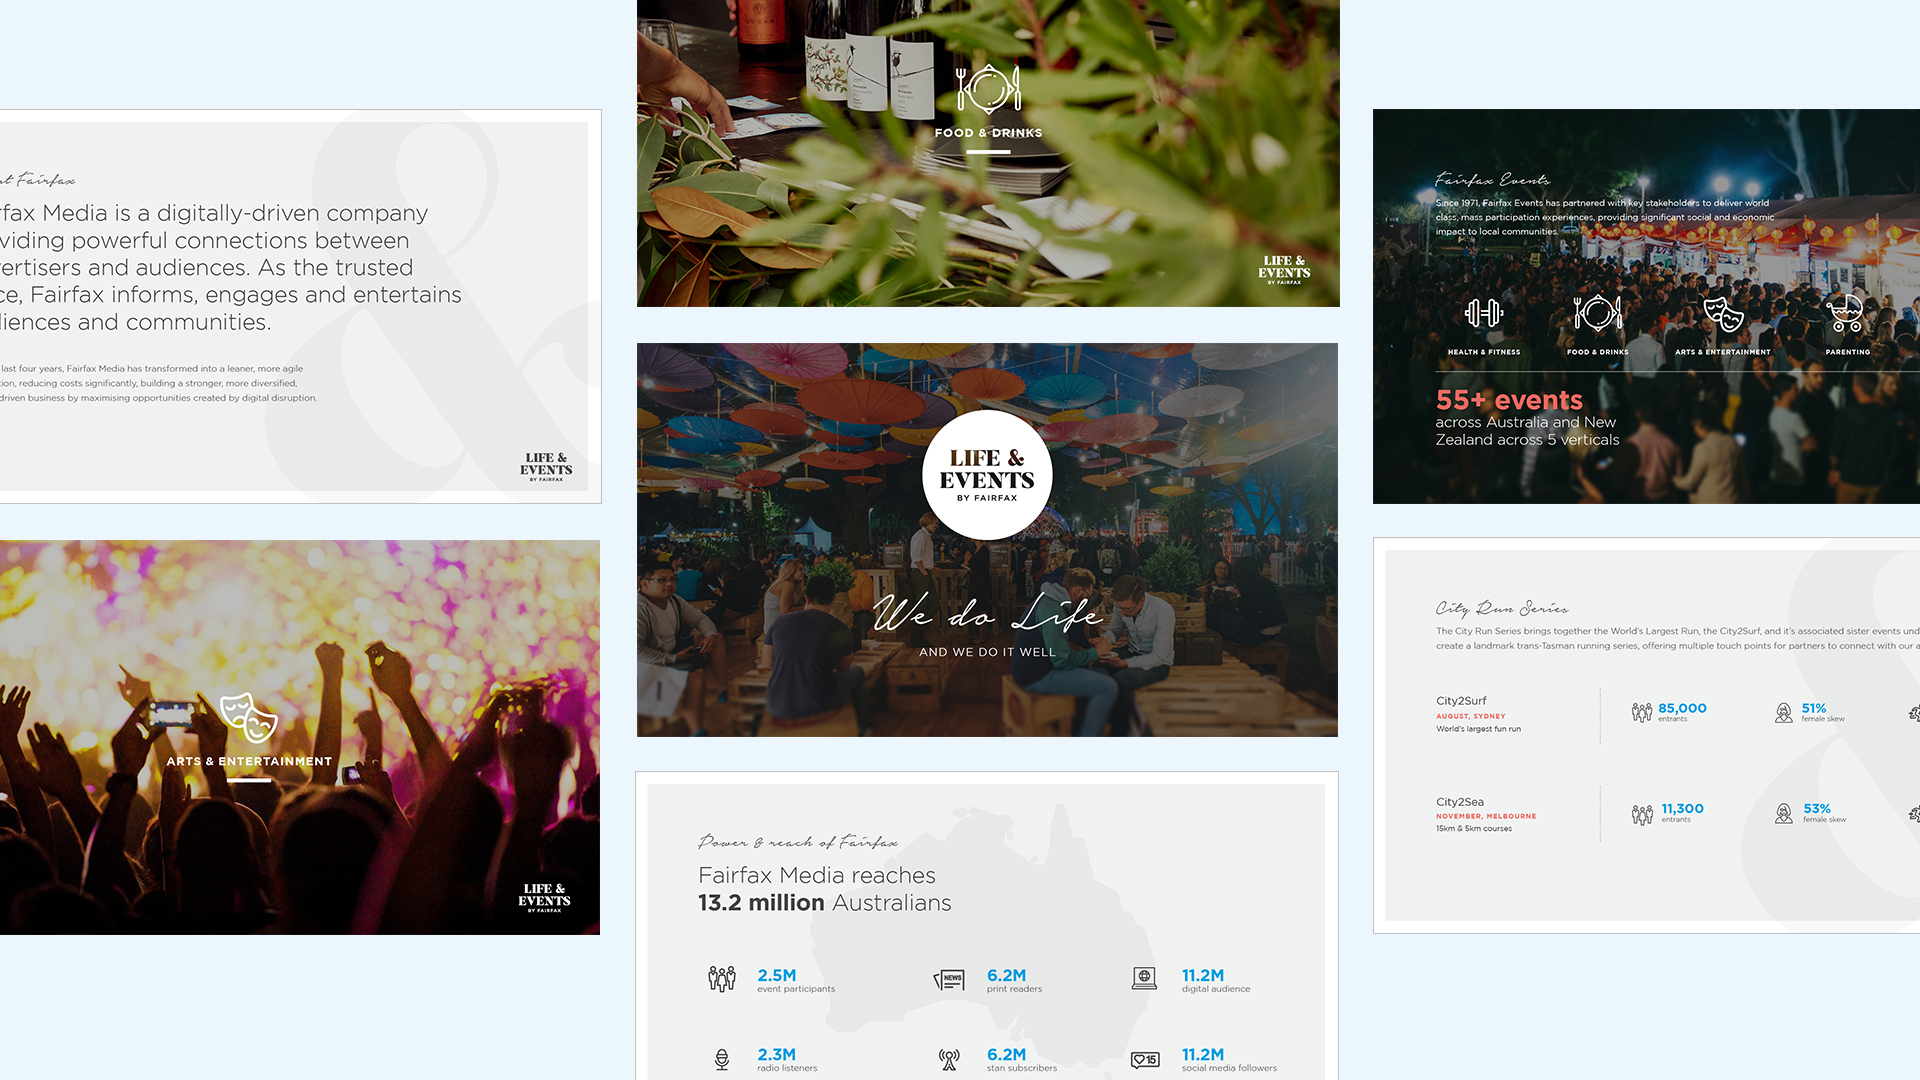 Fairfax
fax Media is a digitally-driven company
viding powerful connections between
ertisers and audiences. As the trusted
ce, Fairfax informs, engages and entertains
iences and communities.
last four years, Fairfax Media has transformed into a leaner, more agile
tion, reducing costs significantly, building a stronger, more diversified,
driven business by maximising opportunities created by digital disruption.
LIFE &
EVENTS
BY FAIRFAX
ARTS & ENTERTAINMENT
LIFE &
EVENTS
BY FAIRFAX
FOOD & DRINKS
LIFE &
EVENTS
BY FAIRFAX
LIFE &
EVENTS
BY FAIRFAX
We do Life
AND WE DO IT WELL
Power & reach of Fairfax
Fairfax Media reaches
13.2 million Australians
2.5M
event participants
NEWS
6.2M
print readers
11.2M
digital audience
2.3M
radio listeners
6.2M
stan subscribers
15
11.2M
social media followers
Fairfax Events
Since 1971, Fairfax Events has partnered with key stakeholders to deliver world
class, mass participation experiences, providing significant social and economic
impact to local communities.
HEALTH & FITNESS
FOOD & DRINKS
ARTS & ENTERTAINMENT
PARENTING
55+ events
across Australia and New
Zealand across 5 verticals
City Run Series
The City Run Series brings together the World's Largest Run, the City2Surf, and it's associated sister events und
create a landmark trans-Tasman running series, offering multiple touch points for partners to connect with our a
City2Surf
AUGUST, SYDNEY
World's largest fun run
85,000
entrants
51%
female skew
City2Sea
NOVEMBER, MELBOURNE
15km & 5km courses
11,300
entrants
53%
female skew